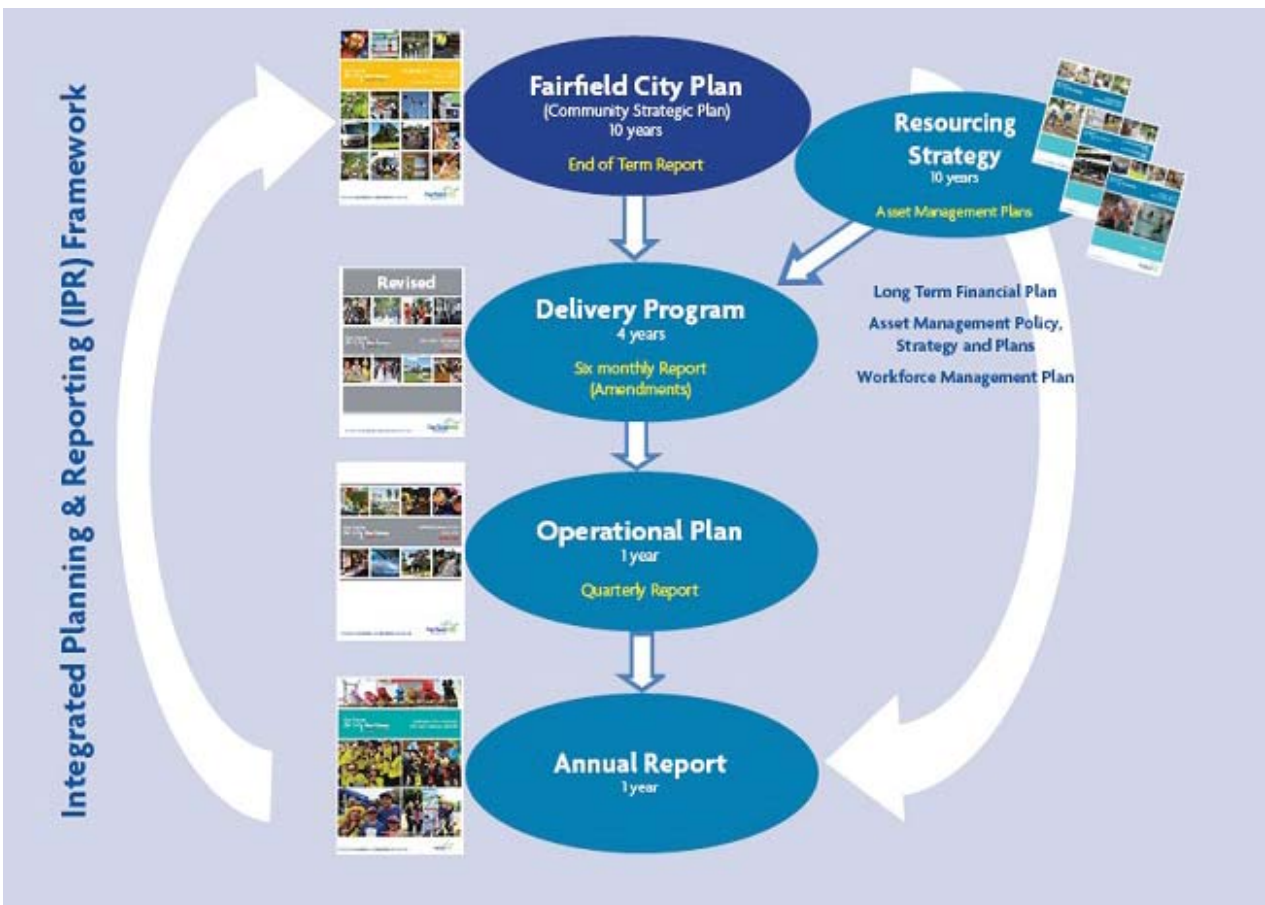 Integrated Planning & Reporting (IPR) Framework
Fairfield City Plan
(Community Strategic Plan)
10 years
End of Term Report
Resourcing
Strategy
10 years
Asset Management Plans
Long Term Financial Plan
Asset Management Policy,
Strategy and Plans
Workforce Management Plan
Revised
Delivery Program
4 years
Six monthly Report
(Amendments)
Operational Plan
1 year
Quarterly Report
Annual Report
1 year